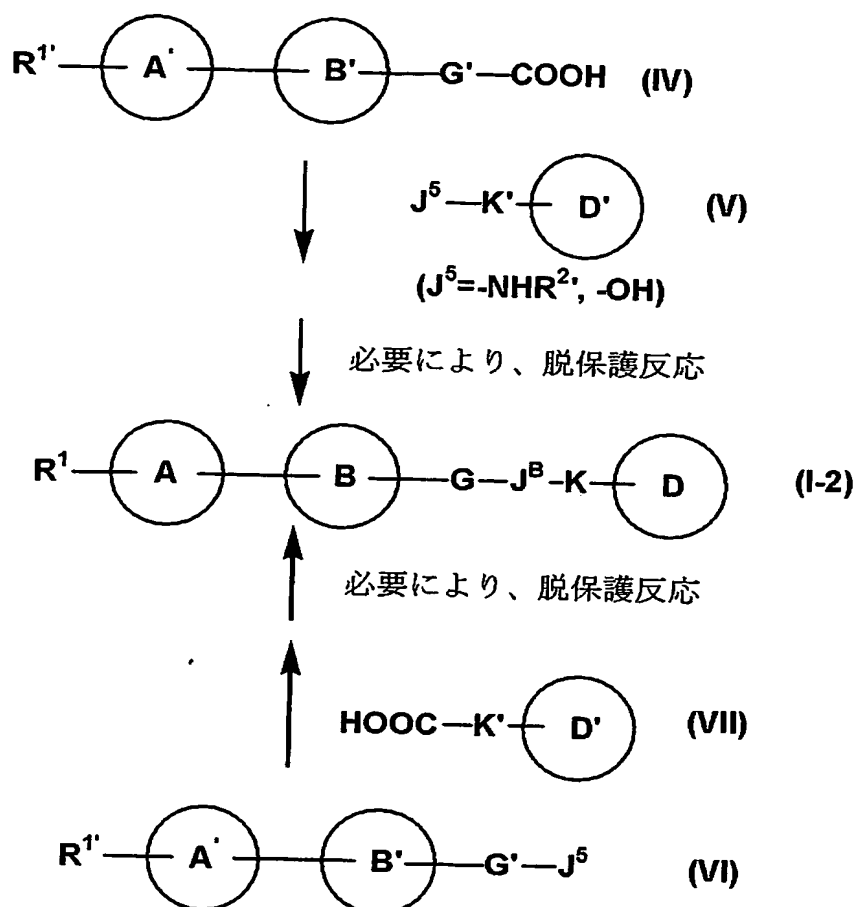 R1' A' B' G'—COOH (IV)
J5—K' D' (V)
(J5=-NHR2', -OH)
必要により、脱保護反応
R1 A B G—JB-K D (I-2)
必要により、脱保護反応
HOOC—K' D' (VII)
R1' A' B' G'—J5 (VI)